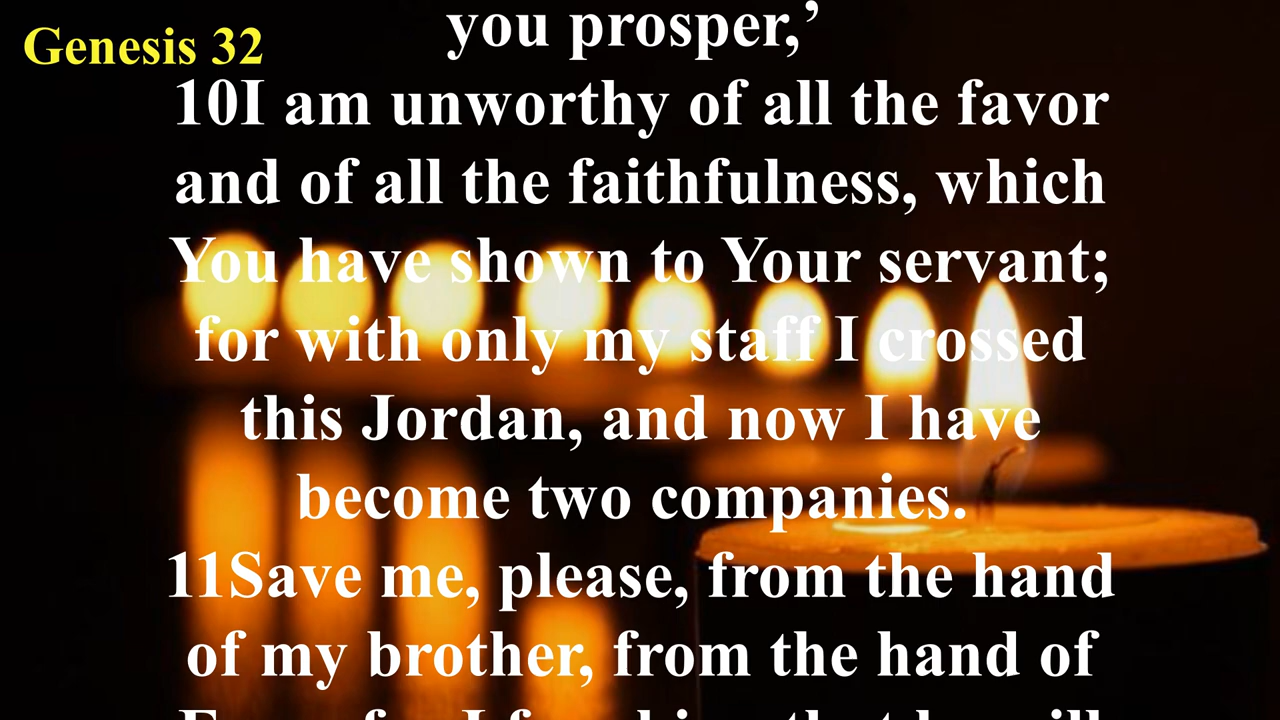 Genesis 32
you prosper,’
10I am unworthy of all the favor
and of all the faithfulness, which
You have shown to Your servant;
for with only my staff I crossed
this Jordan, and now I have
become two companies.
11Save me, please, from the hand
of my brother, from the hand of